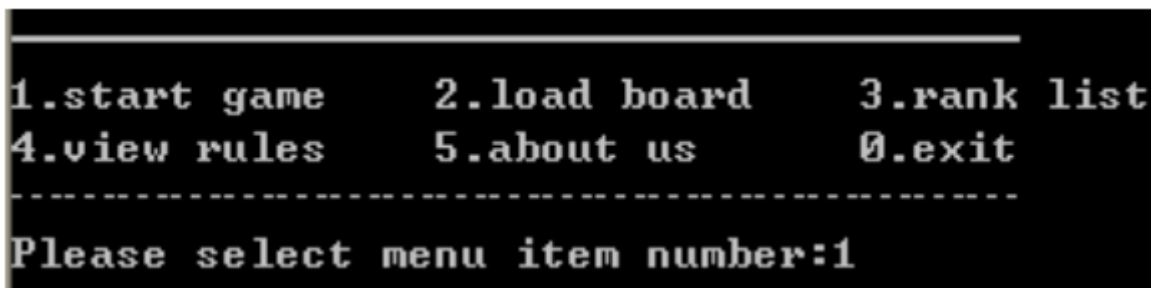 1.start game    2.load board    3.rank list
4.view rules    5.about us      0.exit
Please select menu item number:1